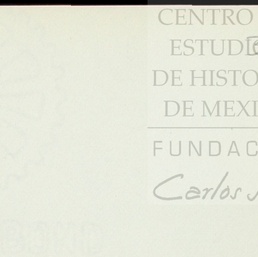 CENTRO
ESTUD
DE HISTO
DE MEXI
FUNDAC
Carlos